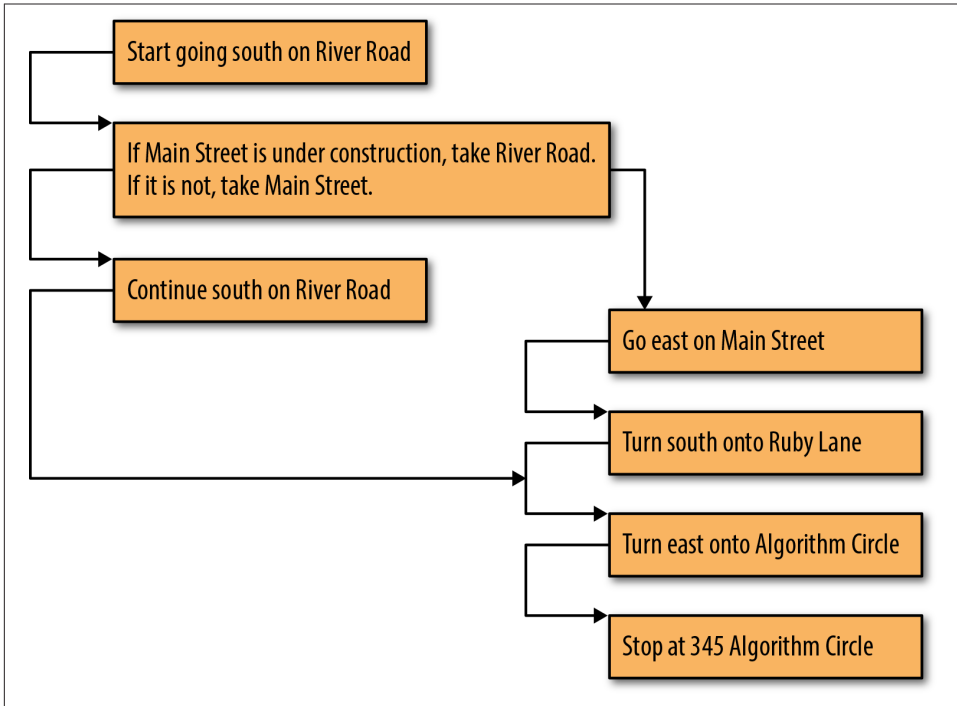 Start going south on River Road
If Main Street is under construction, take River Road.
If it is not, take Main Street.
Continue south on River Road
Go east on Main Street
Turn south onto Ruby Lane
Turn east onto Algorithm Circle
Stop at 345 Algorithm Circle